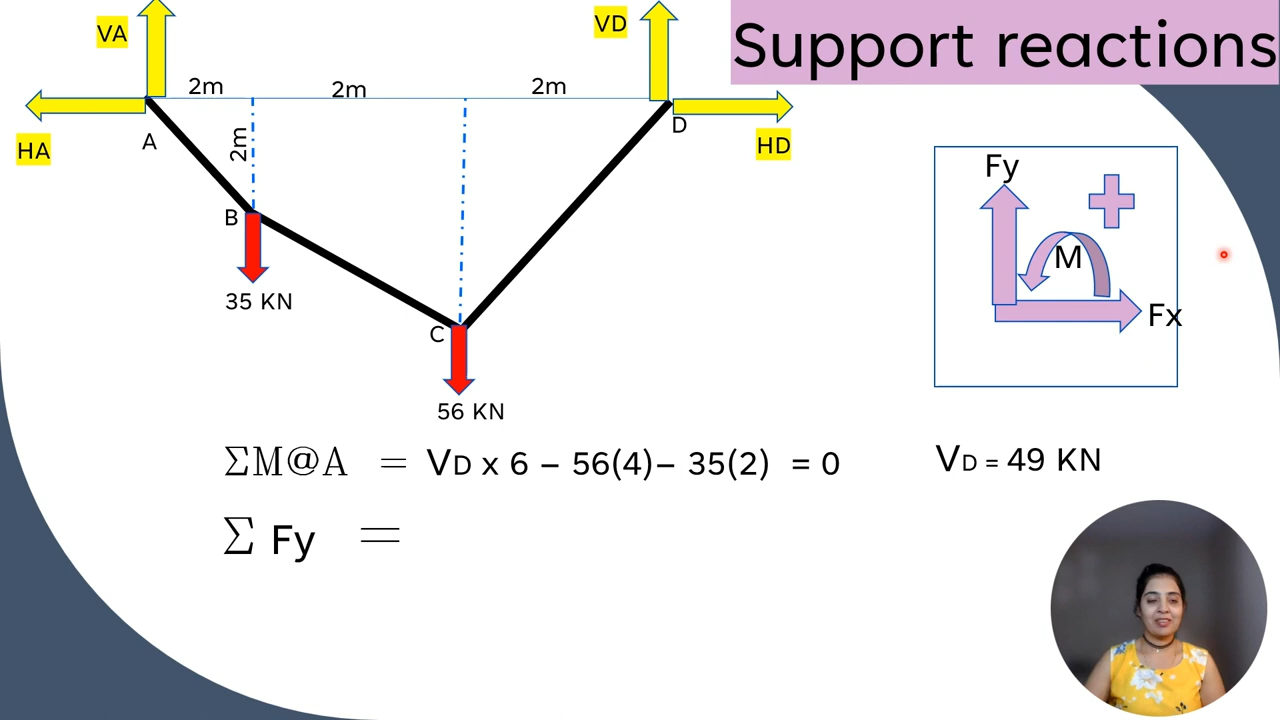 Support reactions
VA
VD
2m
2m
2m
HA
A
2m
D
HD
B
35 KN
C
56 KN
Fy
M
Fx
ΣM@A = VD x 6 – 56(4)– 35(2) = 0
VD = 49 KN
Σ Fy =